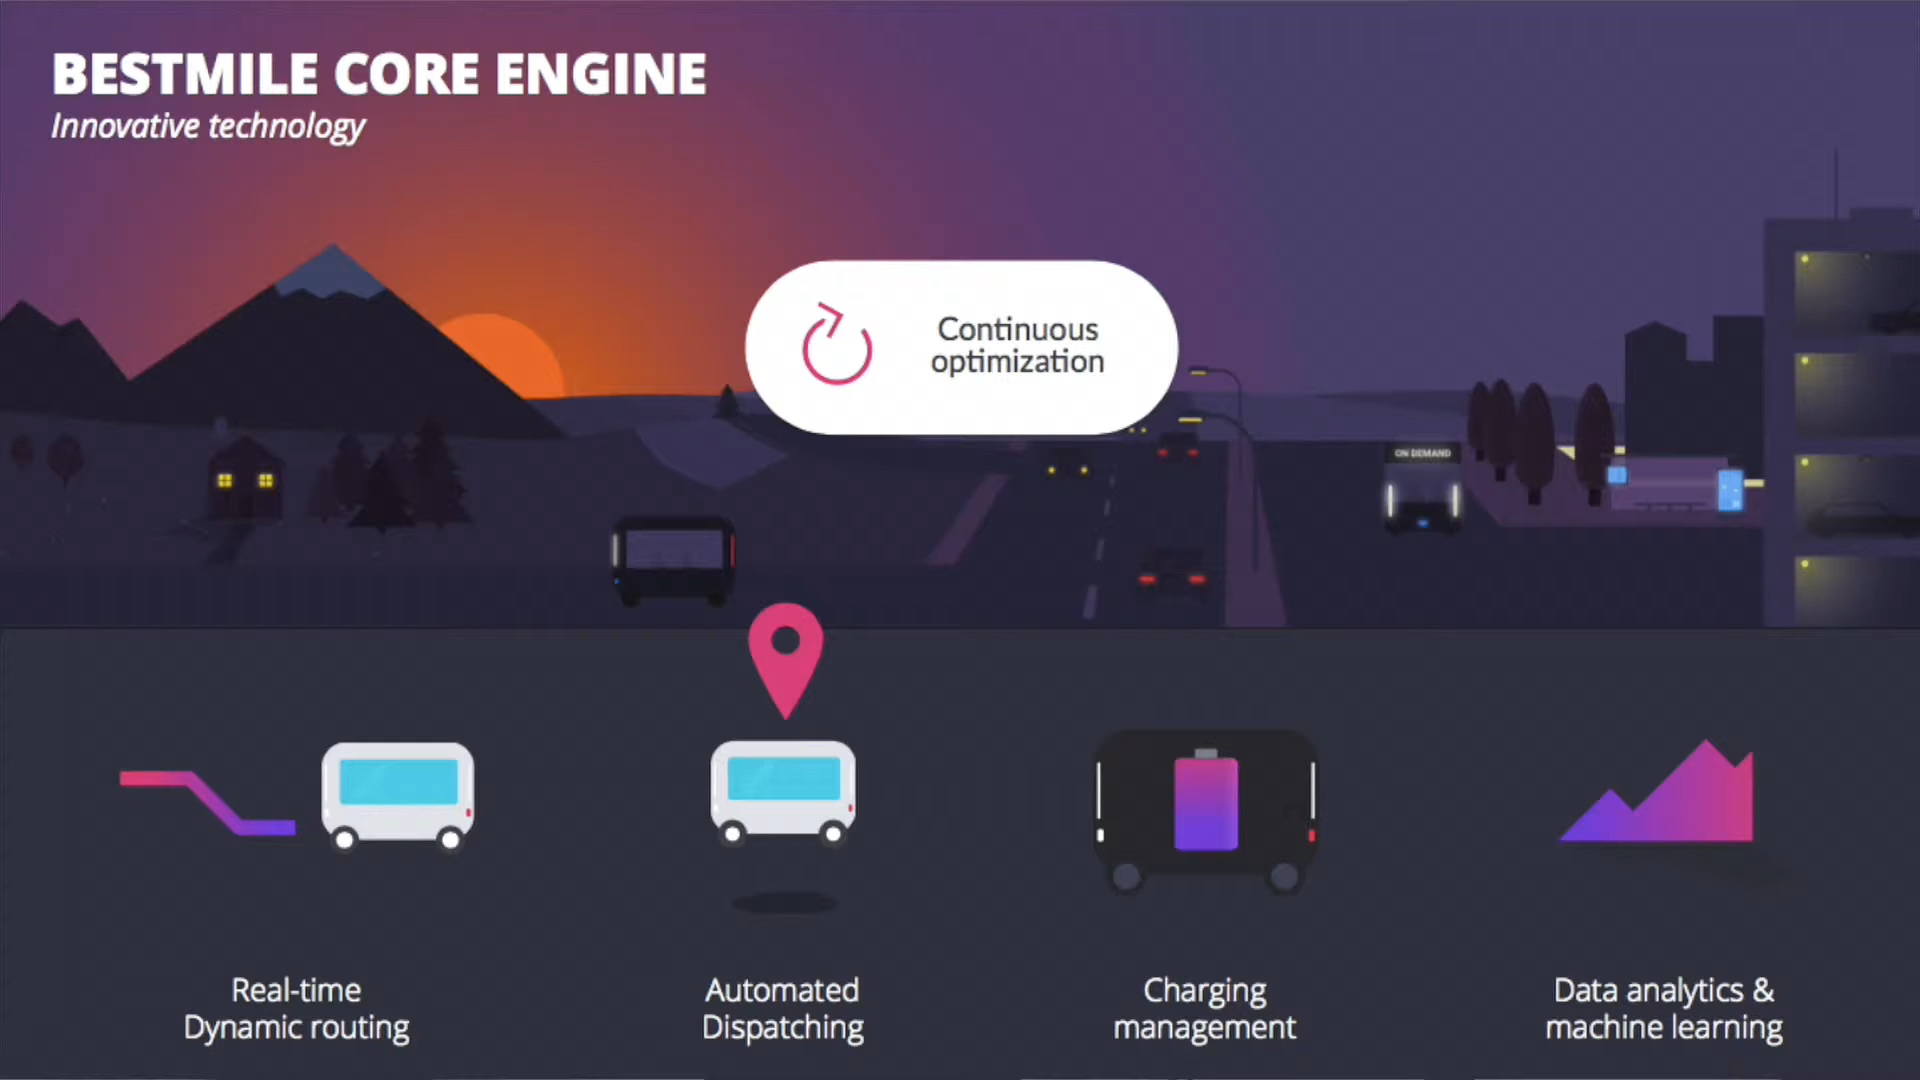 BESTMILE CORE ENGINE
Innovative technology
Continuous
optimization
ON DEMAND
Real-time
Dynamic routing
Automated
Dispatching
Charging
management
Data analytics &
machine learning